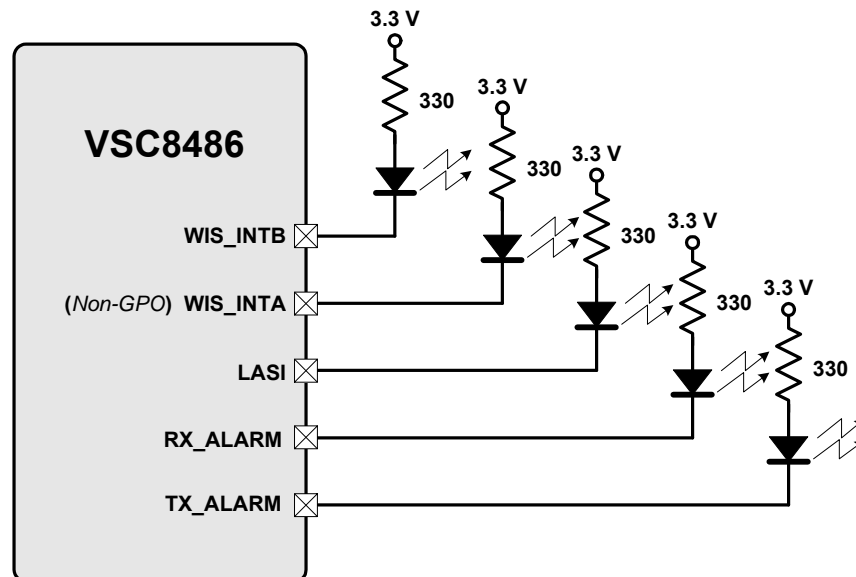 3.3 V
330
3.3 V
VSC8486
330
3.3 V
330
3.3 V
WIS_INTB
330
3.3 V
(Non-GPO) WIS_INTA
330
LASI
RX_ALARM
TX_ALARM